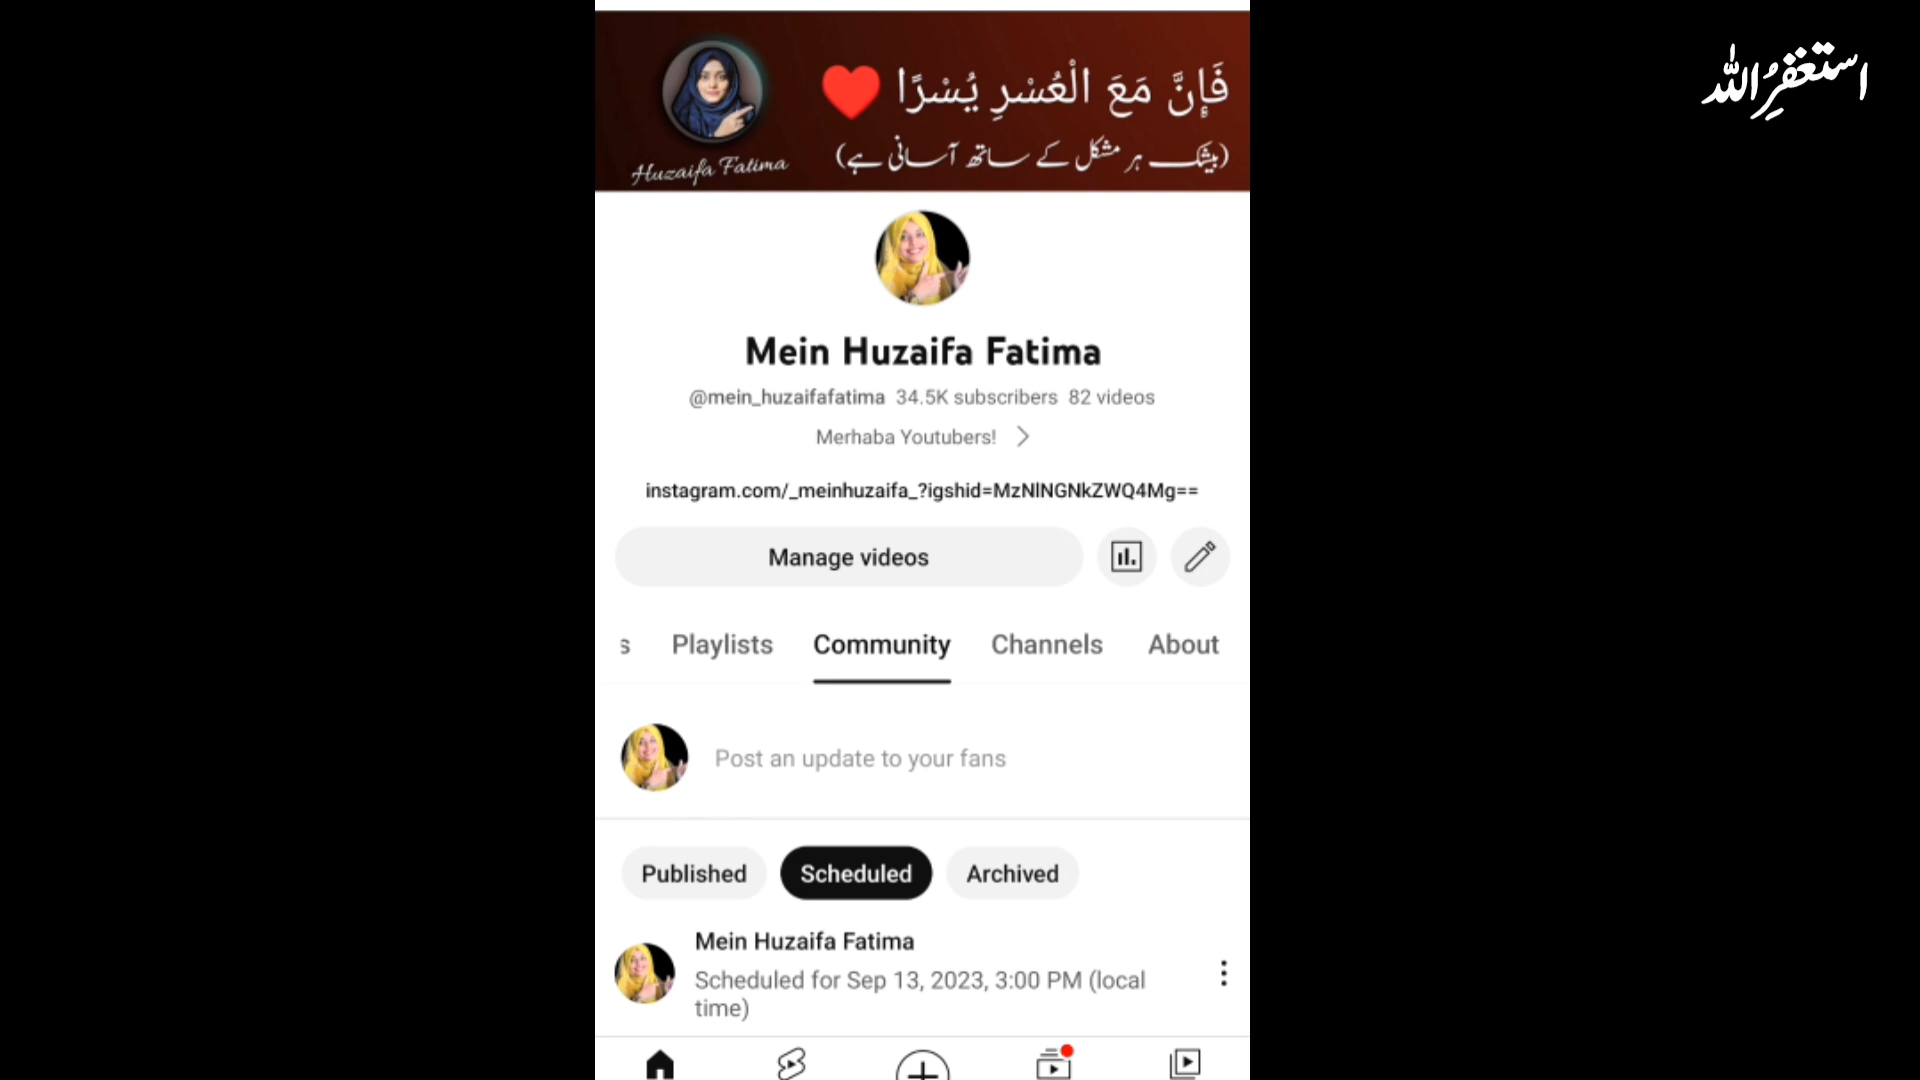 استغفرُاللہ
فَإِنَّ مَعَ الْعُسْرِ يُسْرًا
(بیشک ہر مشکل کے ساتھ آسانی ہے)
Huzaifa Fatima
Mein Huzaifa Fatima
@mein_huzaifafatima 34.5K subscribers 82 videos
Merhaba Youtubers!
instagram.com/_meinhuzaifa_?igshid=MzNlNGNkZWQ4Mg==
Manage videos
s Playlists Community Channels About
Post an update to your fans
Published Scheduled Archived
Mein Huzaifa Fatima
Scheduled for Sep 13, 2023, 3:00 PM (local
time)